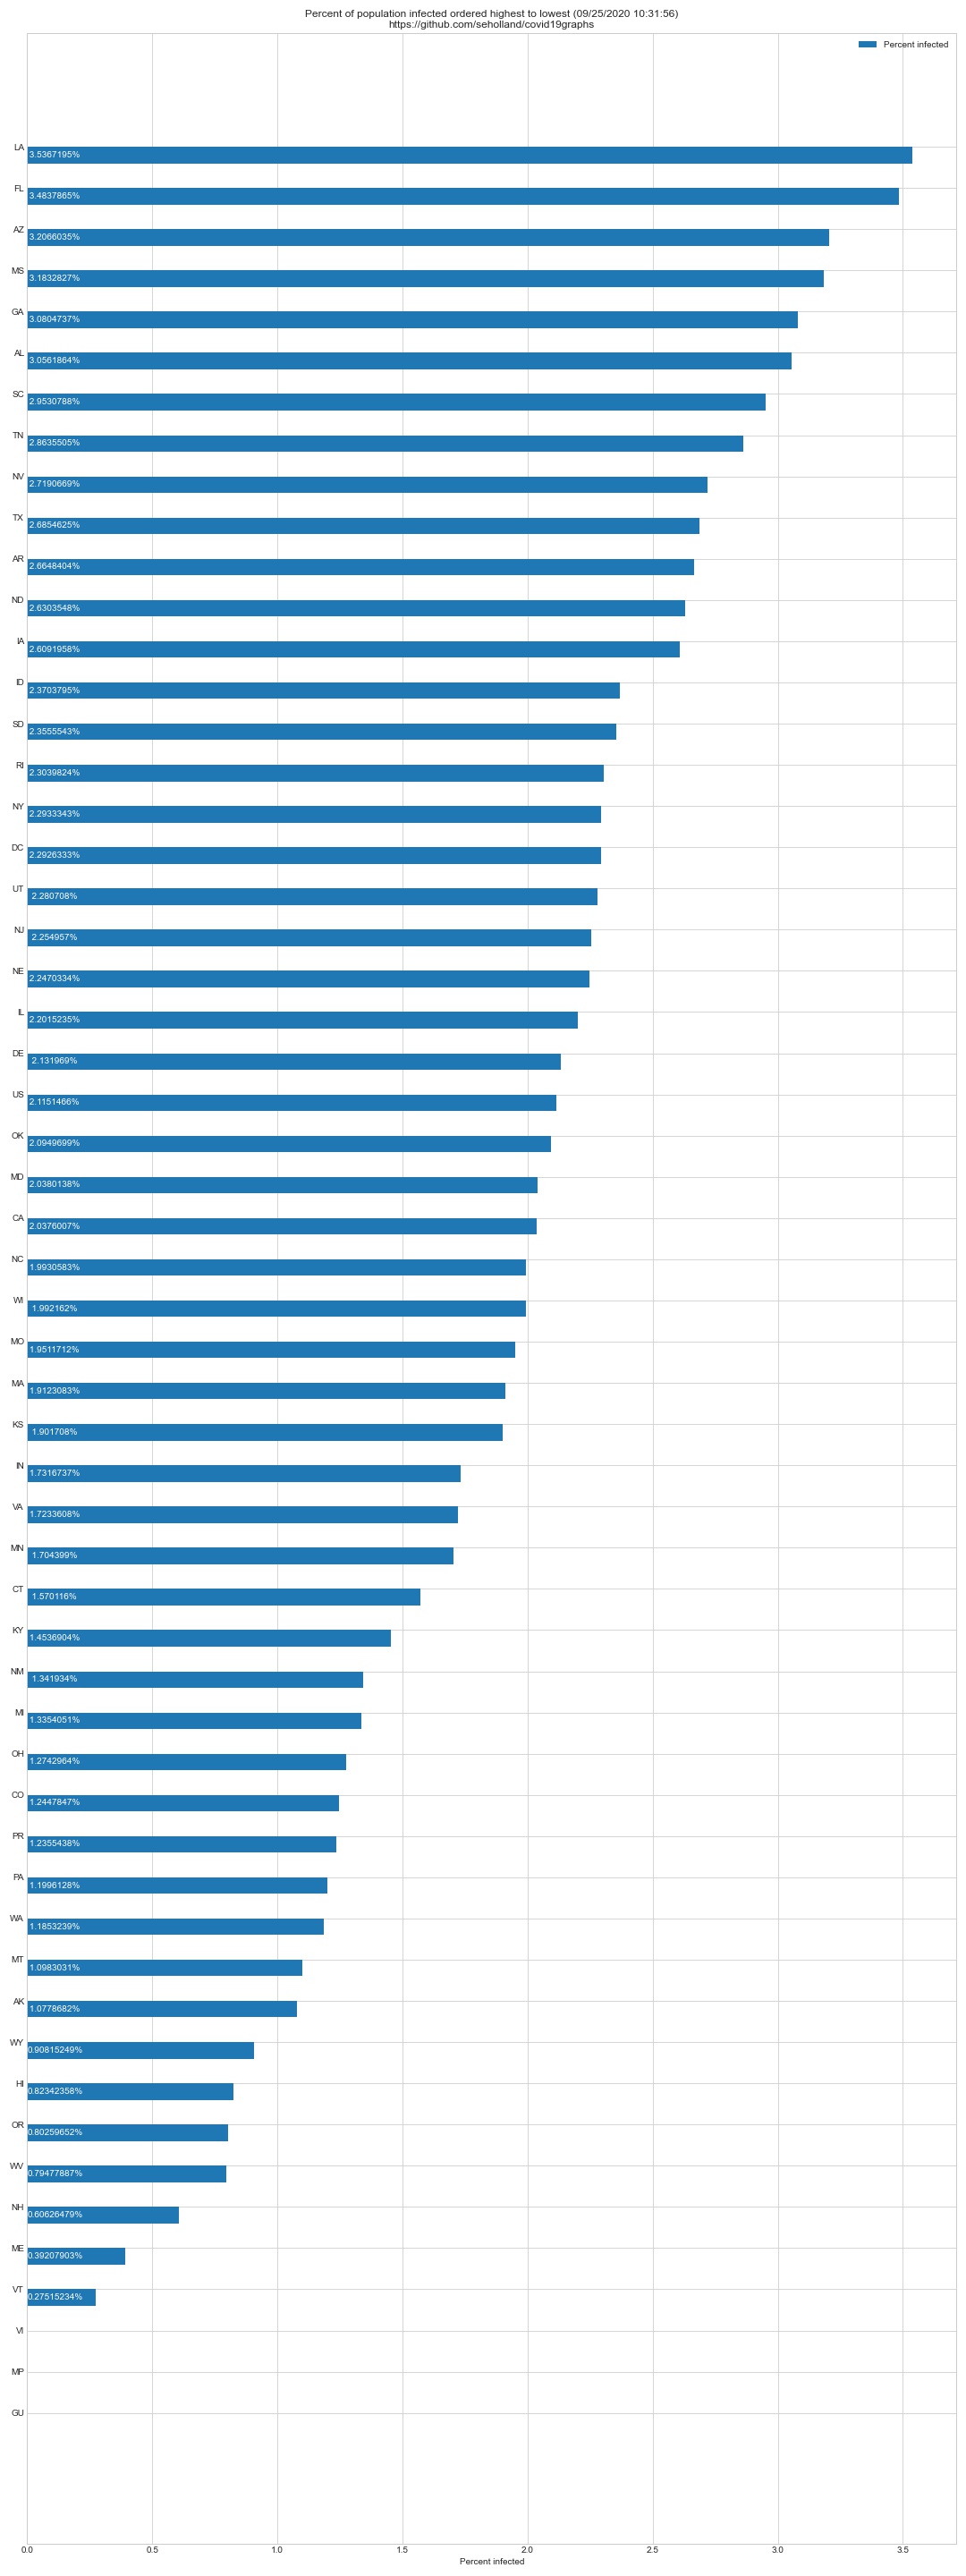 Percent of population infected ordered highest to lowest (09/25/2020 10:31:56)
https://github.com/seholland/covid19graphs
Percent infected
LA 3.5367195%
FL 3.4837865%
AZ 3.2066035%
MS 3.1832827%
GA 3.0804737%
AL 3.0561864%
SC 2.9530788%
TN 2.8635505%
NV 2.7190669%
TX 2.6854625%
AR 2.6648404%
ND 2.6303548%
IA 2.6091958%
ID 2.3703795%
SD 2.3555543%
RI 2.3039824%
NY 2.2933343%
DC 2.2926333%
UT 2.280708%
NJ 2.254957%
NE 2.2470334%
IL 2.2015235%
DE 2.131969%
US 2.1151466%
OK 2.0949699%
MD 2.0380138%
CA 2.0376007%
NC 1.9930583%
WI 1.992162%
MO 1.9511712%
MA 1.9123083%
KS 1.901708%
IN 1.7316737%
VA 1.7233608%
MN 1.704399%
CT 1.570116%
KY 1.4536904%
NM 1.341934%
MI 1.3354051%
OH 1.2742964%
CO 1.2447847%
PR 1.2355438%
PA 1.1996128%
WA 1.1853239%
MT 1.0983031%
AK 1.0778682%
WY 0.90815249%
HI 0.82342358%
OR 0.80259652%
WV 0.79477887%
NH 0.60626479%
ME 0.39207903%
VT 0.27515234%
VI
MP
GU
0.0 0.5 1.0 1.5 2.0 2.5 3.0 3.5
Percent infected